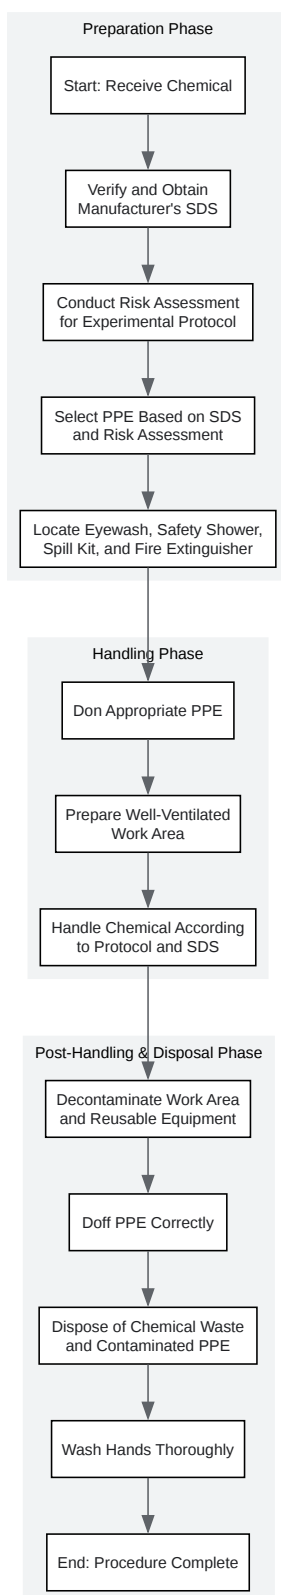 Preparation Phase
Start: Receive Chemical
Verify and Obtain
Manufacturer's SDS
Conduct Risk Assessment
for Experimental Protocol
Select PPE Based on SDS
and Risk Assessment
Locate Eyewash, Safety Shower,
Spill Kit, and Fire Extinguisher
Handling Phase
Don Appropriate PPE
Prepare Well-Ventilated
Work Area
Handle Chemical According
to Protocol and SDS
Post-Handling & Disposal Phase
Decontaminate Work Area
and Reusable Equipment
Doff PPE Correctly
Dispose of Chemical Waste
and Contaminated PPE
Wash Hands Thoroughly
End: Procedure Complete